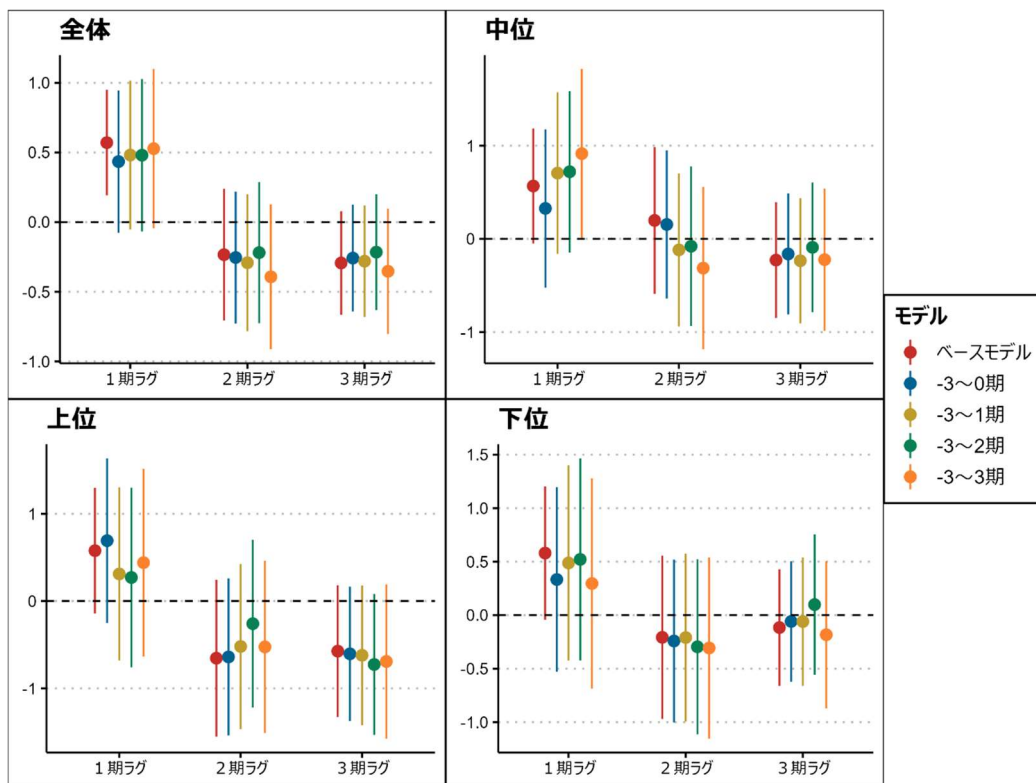 全体
1.0
0.5
0.0
-0.5
-1.0
1期ラグ
2期ラグ
3期ラグ
中位
1
0
-1
1期ラグ
2期ラグ
3期ラグ
上位
1
0
-1
1期ラグ
2期ラグ
3期ラグ
下位
1.5
1.0
0.5
0.0
-0.5
-1.0
1期ラグ
2期ラグ
3期ラグ
モデル
ベースモデル
-3～0期
-3～1期
-3～2期
-3～3期